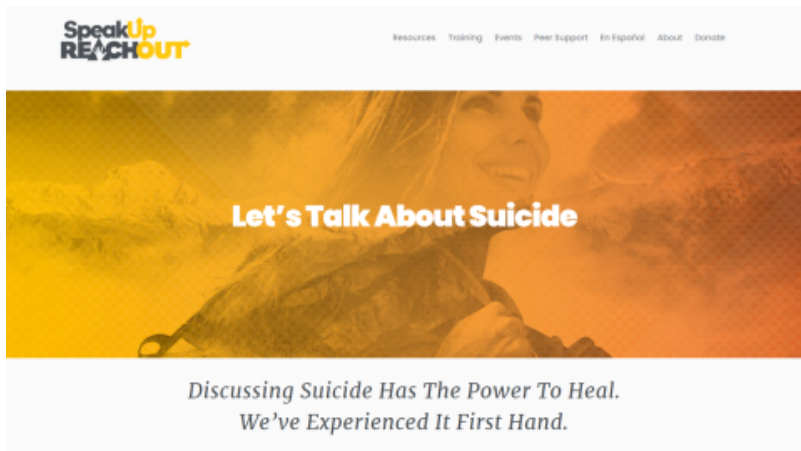 SpeakUp
REACHOUT
Resources Training Events Peer Support En Español About Donate
Let's Talk About Suicide
Discussing Suicide Has The Power To Heal.
We've Experienced It First Hand.